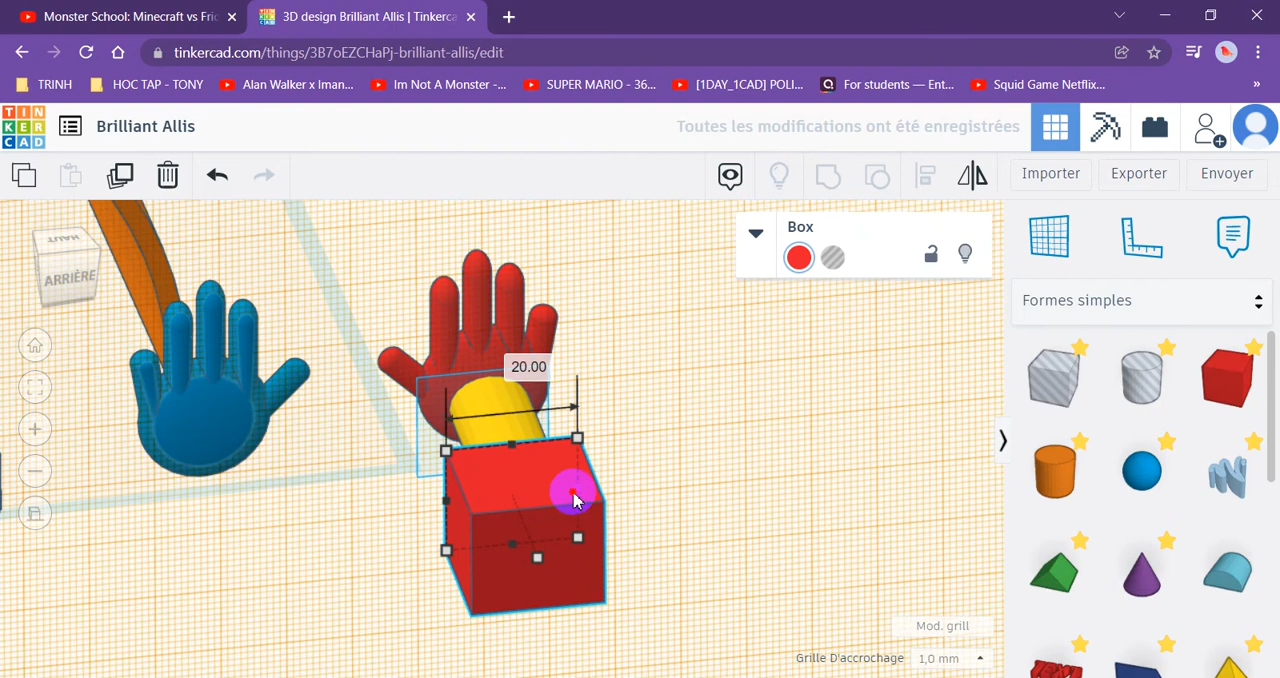 Monster School: Minecraft vs Fric
3D design Brilliant Allis | Tinkerca
tinkercad.com/things/3B7oEZCHaPj-brilliant-allis/edit
TRINH
HOC TAP - TONY
Alan Walker x Iman...
Im Not A Monster -...
SUPER MARIO - 36...
[1DAY_1CAD] POLI...
For students — Ent...
Squid Game Netflix...
»
TIN
KER
CAD
Brilliant Allis
Toutes les modifications ont été enregistrées
Importer
Exporter
Envoyer
Box
HAUT
ARRIÈRE
Formes simples
20.00
Mod. grill
Grille D'accrochage
1,0 mm